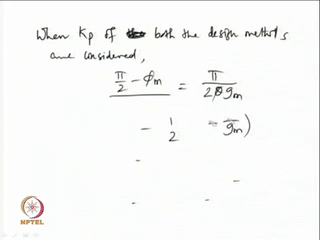 When Kp of both the design methods
are considered,
π/2 - ϕm = π/2 gm
- 1/2 - gm)
NPTEL